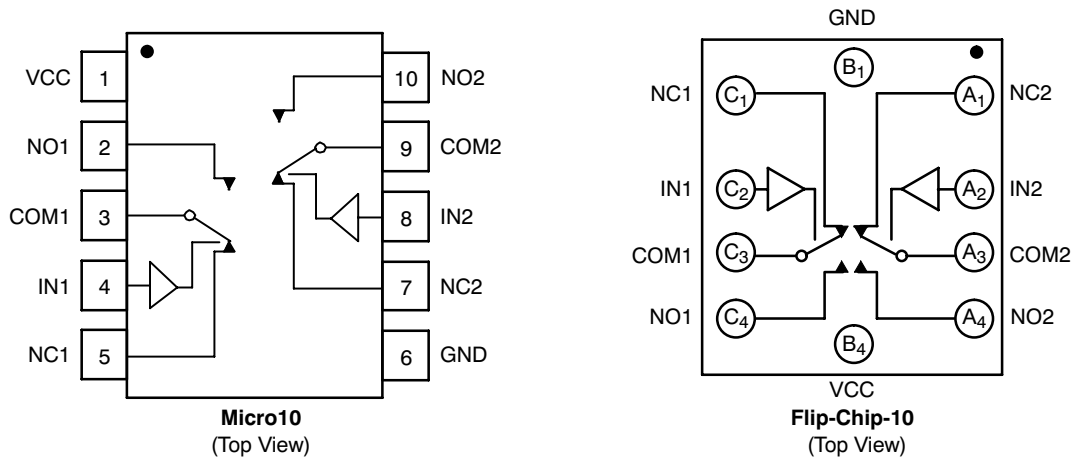 VCC 1
NO1 2
COM1 3
IN1 4
NC1 5
10 NO2
9 COM2
8 IN2
7 NC2
6 GND
Micro10
(Top View)
GND
B1
NC1 C1
A1 NC2
IN1 C2
A2 IN2
COM1 C3
A3 COM2
NO1 C4
A4 NO2
B4
VCC
Flip-Chip-10
(Top View)